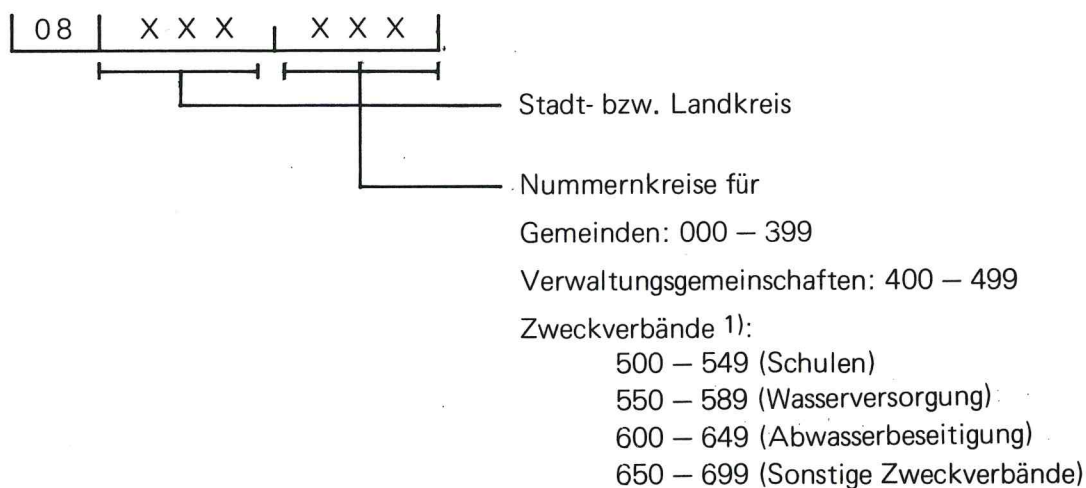 08 X X X X X X
Stadt- bzw. Landkreis
Nummernkreise für
Gemeinden: 000 – 399
Verwaltungsgemeinschaften: 400 – 499
Zweckverbände 1):
500 – 549 (Schulen)
550 – 589 (Wasserversorgung)
600 – 649 (Abwasserbeseitigung)
650 – 699 (Sonstige Zweckverbände)